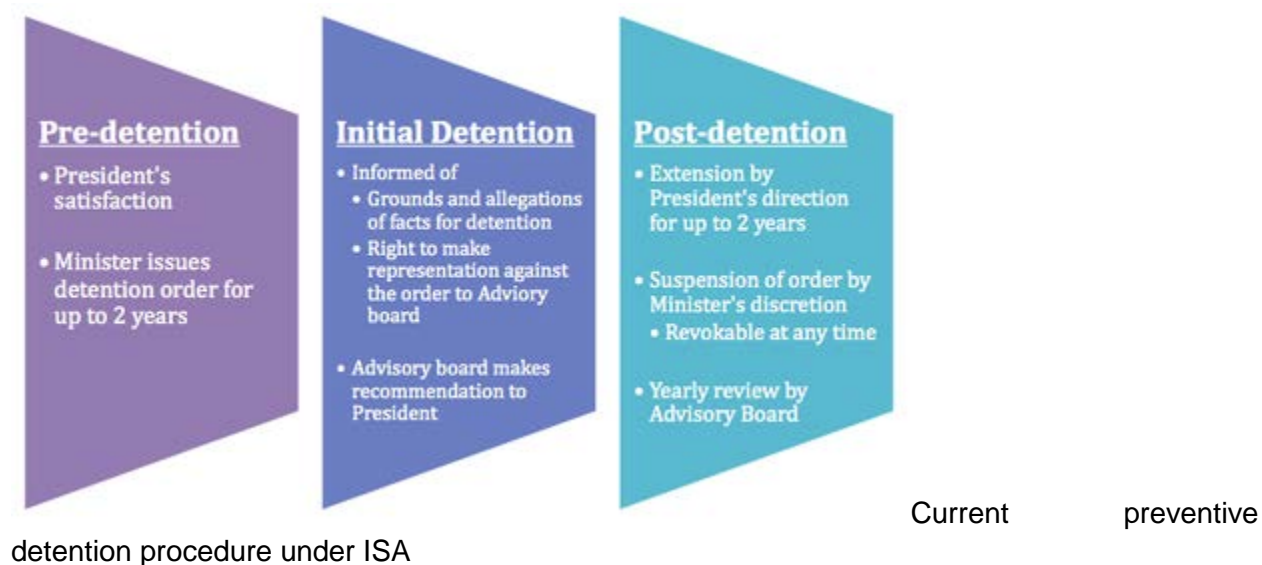 Pre-detention
• President's
satisfaction
• Minister issues
detention order for
up to 2 years
Initial Detention
• Informed of
• Grounds and allegations
of facts for detention
• Right to make
representation against
the order to Adviory
board
• Advisory board makes
recommendation to
President
Post-detention
• Extension by
President's direction
for up to 2 years
• Suspension of order by
Minister's discretion
• Revokable at any time
• Yearly review by
Advisory Board
Current preventive
detention procedure under ISA